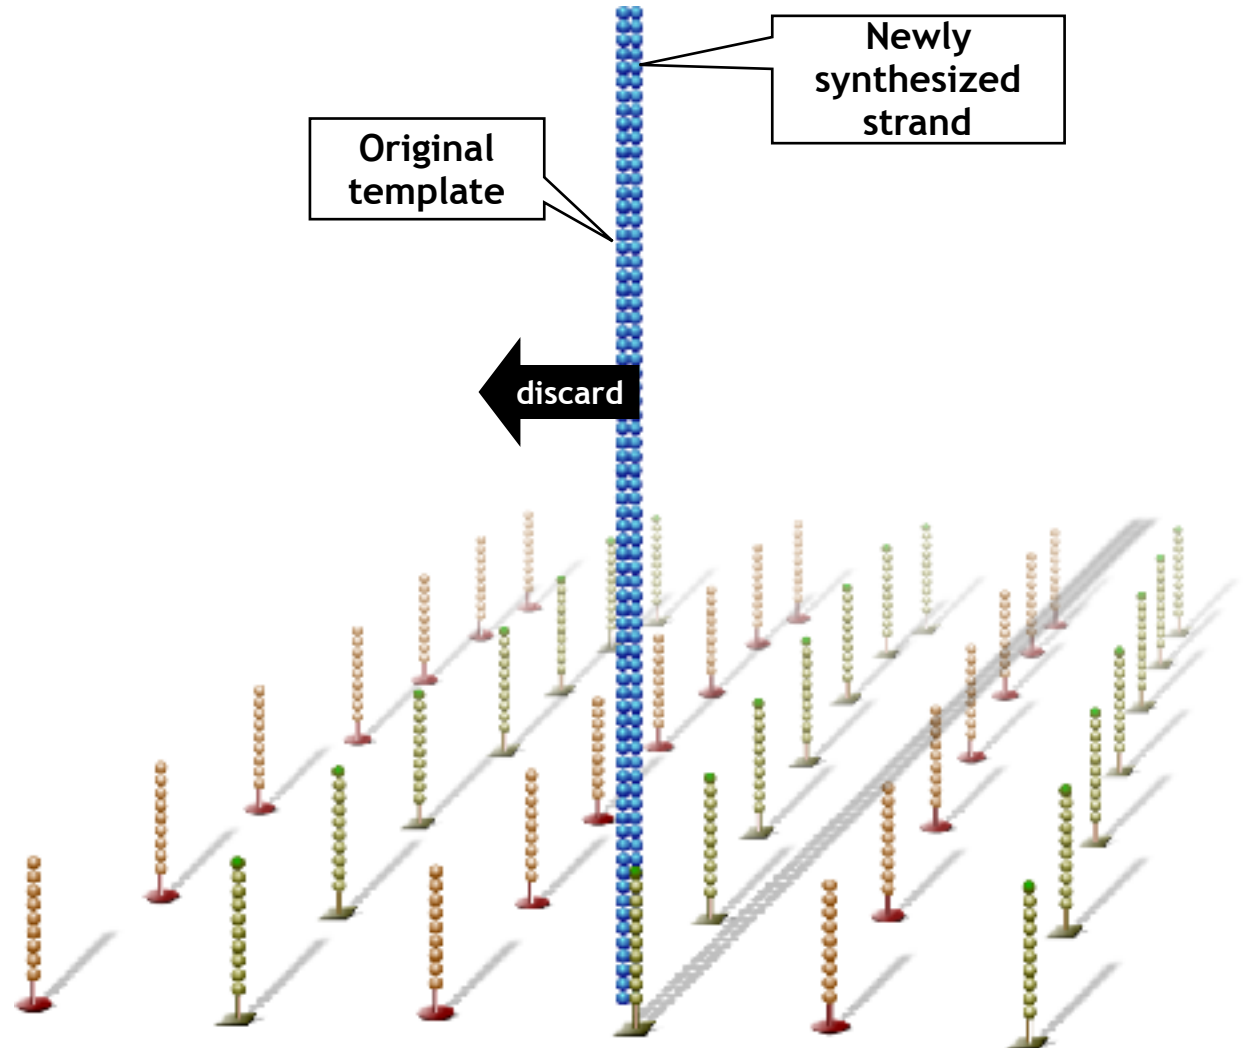 Newly
synthesized
strand
Original
template
discard